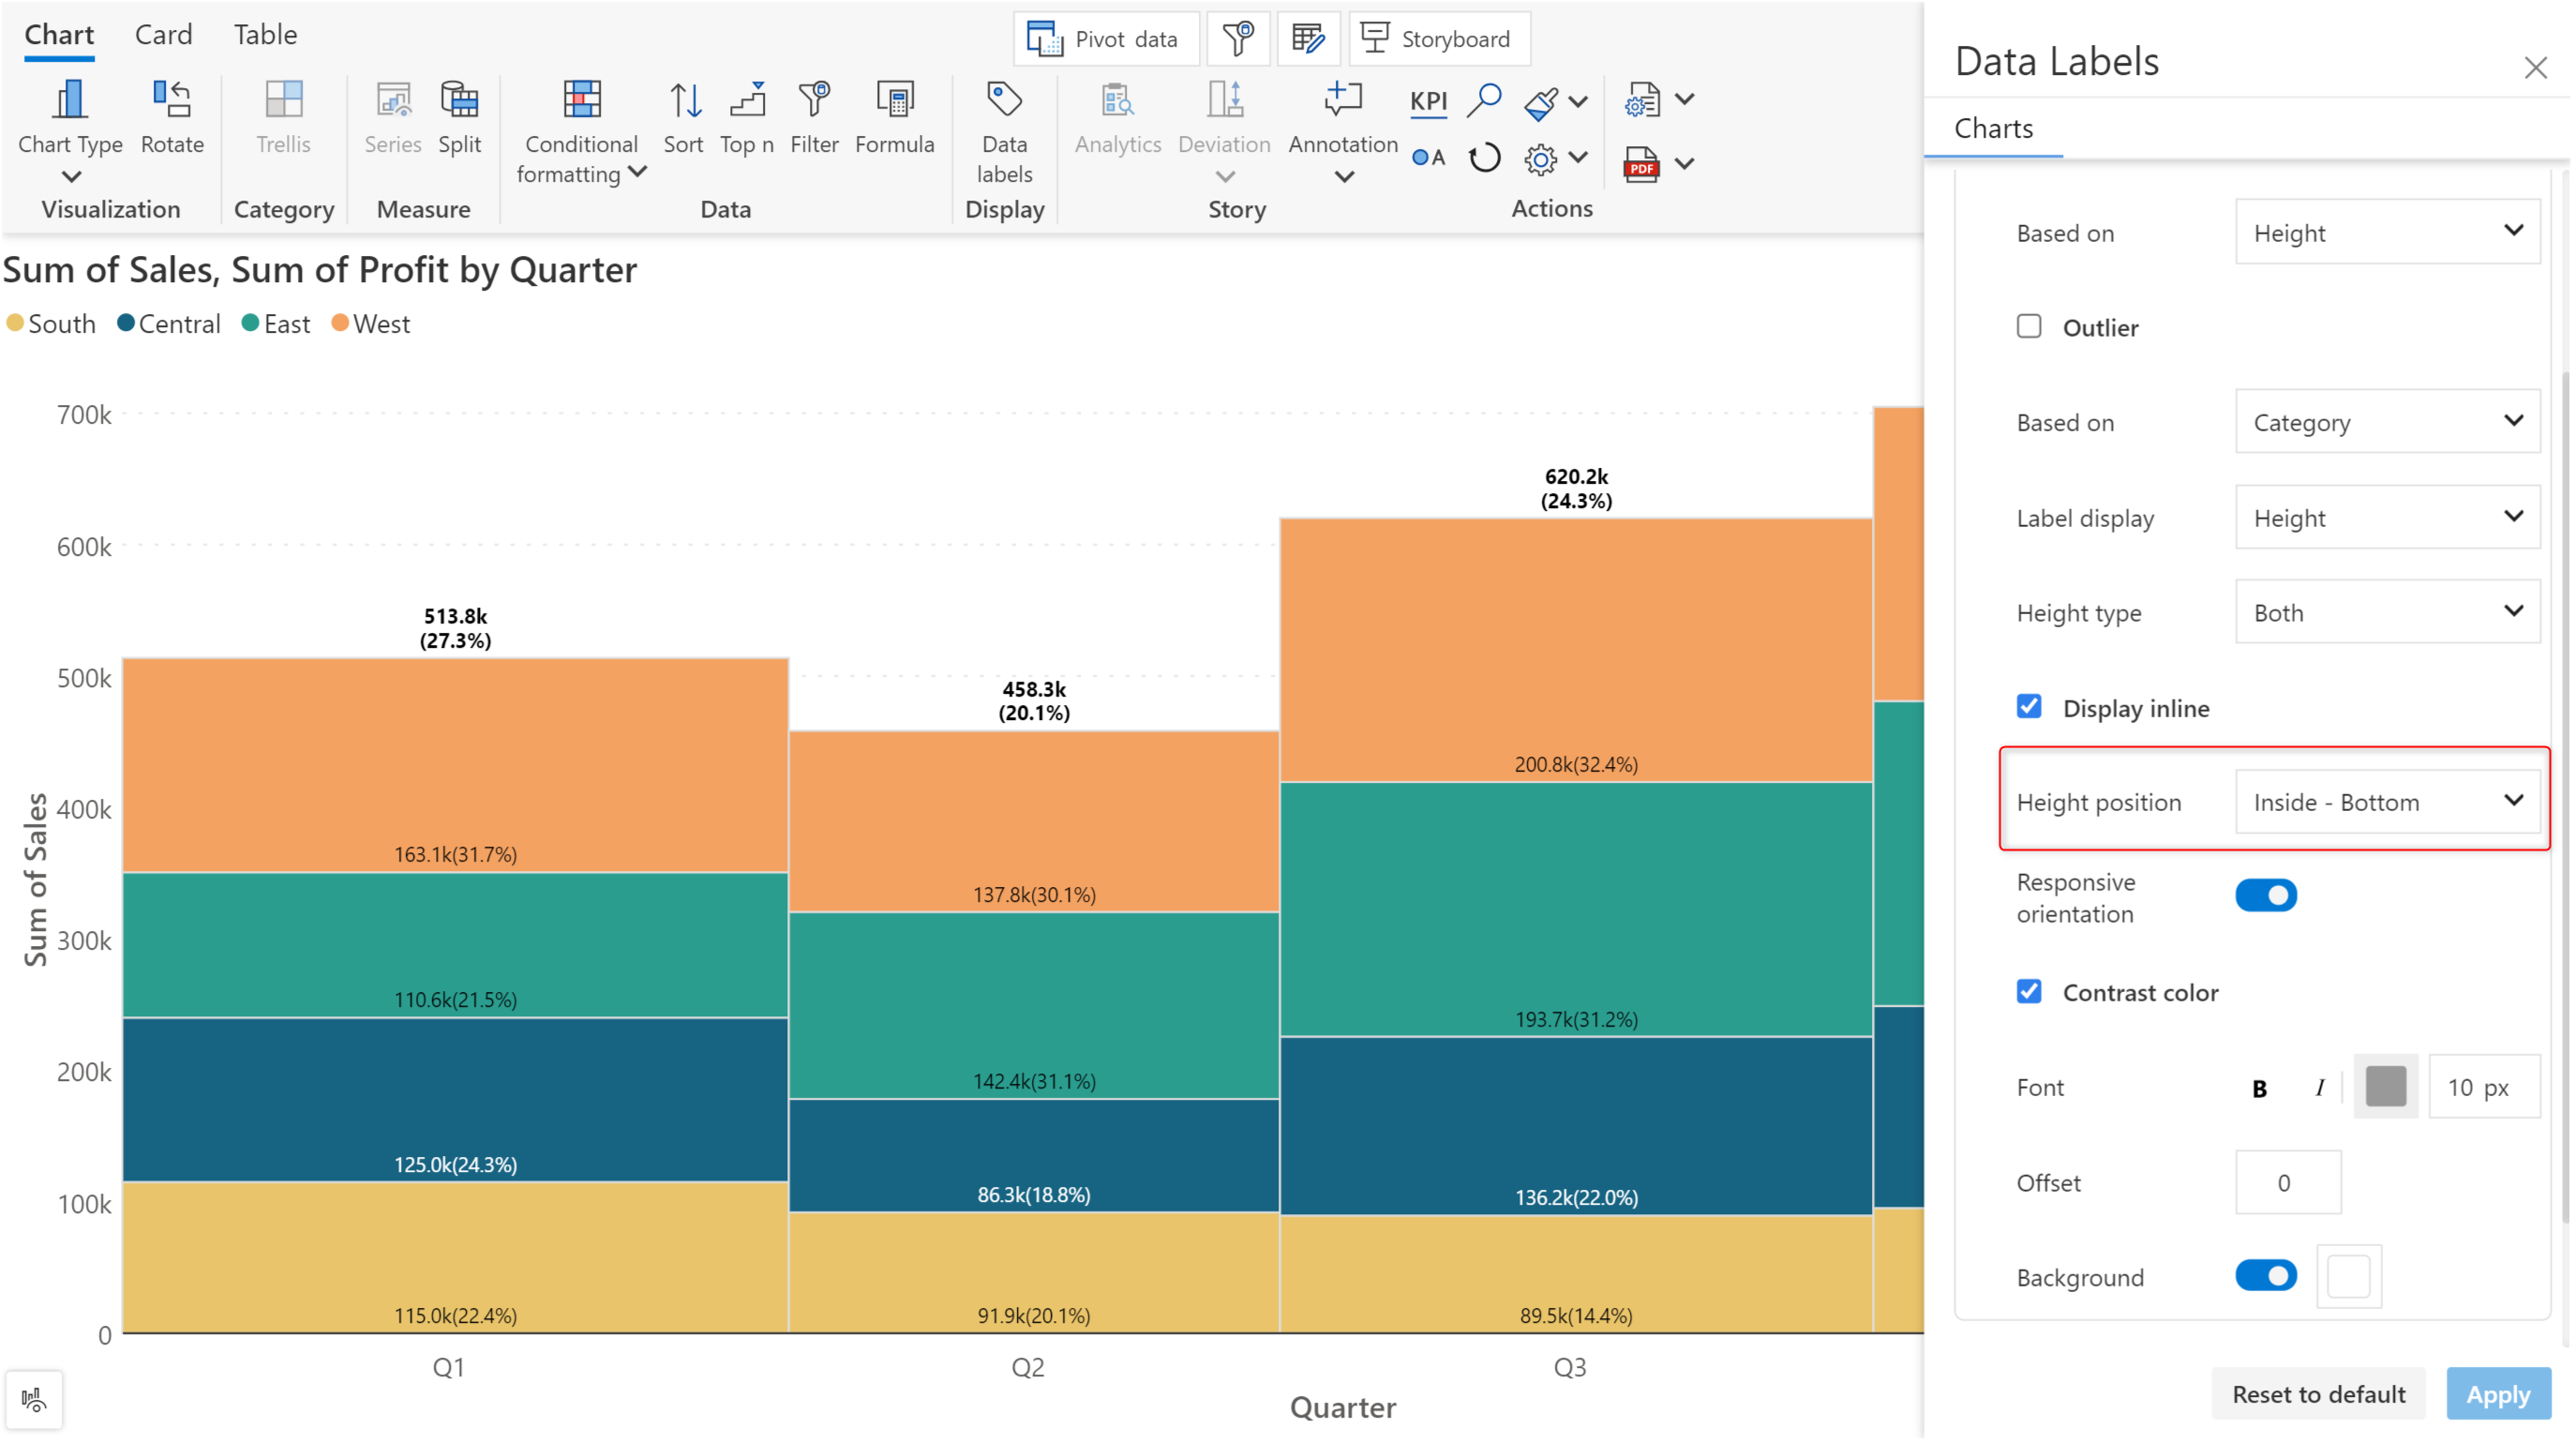 Chart Card Table
Pivot data Storyboard
Chart Type Rotate Trellis Series Split Conditional formatting Sort Top n Filter Formula Data labels Analytics Deviation Annotation KPI A PDF
Visualization Category Measure Data Display Story Actions
Sum of Sales, Sum of Profit by Quarter
South Central East West
Sum of Sales
700k
600k
500k
400k
300k
200k
100k
0
513.8k
(27.3%)
163.1k(31.7%)
110.6k(21.5%)
125.0k(24.3%)
115.0k(22.4%)
458.3k
(20.1%)
137.8k(30.1%)
142.4k(31.1%)
86.3k(18.8%)
91.9k(20.1%)
620.2k
(24.3%)
200.8k(32.4%)
193.7k(31.2%)
136.2k(22.0%)
89.5k(14.4%)
Q1 Q2 Q3
Quarter
Data Labels
Charts
Based on Height
Outlier
Based on Category
Label display Height
Height type Both
Display inline
Height position Inside - Bottom
Responsive
orientation
Contrast color
Font B I 10 px
Offset 0
Background
Reset to default Apply